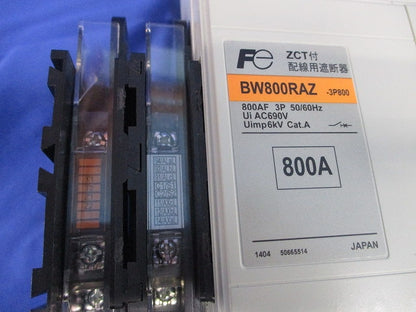 Fe
ZCT付
配線用遮断器
BW800RAZ -3P800
800AF 3P 50/60Hz
Ui AC690V
Uimp6kV Cat.A
800A
JAPAN
1404 50665514